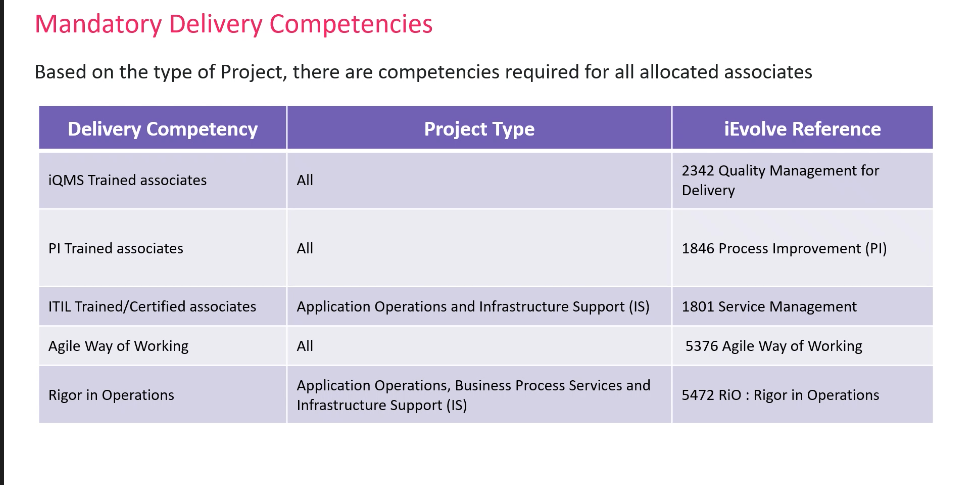 Mandatory Delivery Competencies
Based on the type of Project, there are competencies required for all allocated associates
Delivery Competency Project Type iEvolve Reference
iQMS Trained associates All 2342 Quality Management for
Delivery
PI Trained associates All 1846 Process Improvement (PI)
ITIL Trained/Certified associates Application Operations and Infrastructure Support (IS) 1801 Service Management
Agile Way of Working All 5376 Agile Way of Working
Rigor in Operations Application Operations, Business Process Services and
Infrastructure Support (IS) 5472 RiO : Rigor in Operations